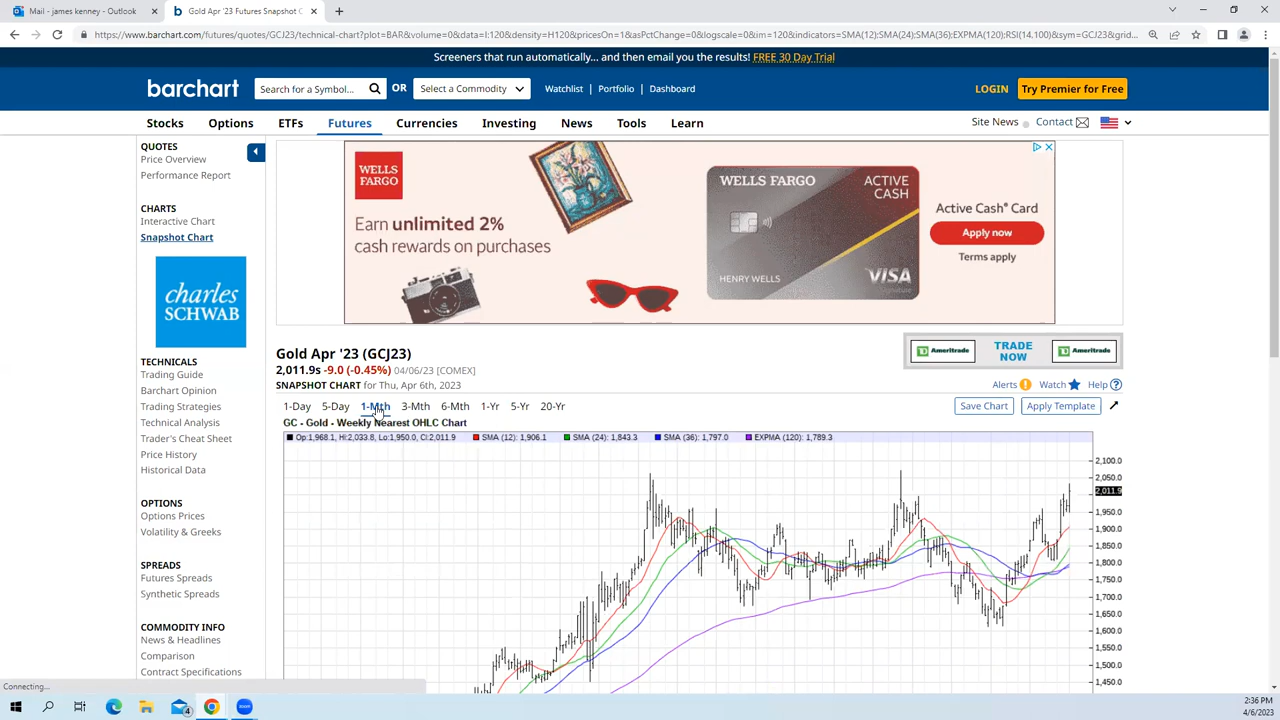 Mail - james kenney - Outlook
Gold Apr '23 Futures Snapshot C
https://www.barchart.com/futures/quotes/GCJ23/technical-chart?plot=BAR&volume=0&data=I:120&density=H120&pricesOn=1&asPctChange=0&logscale=0&im=120&indicators=SMA(12);SMA(24);SMA(36);EXPMA(120);RSI(14,100)&sym=GCJ23&grid...
Screeners that run automatically... and then email you the results! FREE 30 Day Trial
barchart
Search for a Symbol...
OR
Select a Commodity
Watchlist
Portfolio
Dashboard
LOGIN
Try Premier for Free
Stocks
Options
ETFs
Futures
Currencies
Investing
News
Tools
Learn
Site News
Contact
QUOTES
Price Overview
Performance Report
CHARTS
Interactive Chart
Snapshot Chart
charles
SCHWAB
TECHNICALS
Trading Guide
Barchart Opinion
Trading Strategies
Technical Analysis
Trader's Cheat Sheet
Price History
Historical Data
OPTIONS
Options Prices
Volatility & Greeks
SPREADS
Futures Spreads
Synthetic Spreads
COMMODITY INFO
News & Headlines
Comparison
Contract Specifications
WELLS
FARGO
Earn unlimited 2%
cash rewards on purchases
WELLS FARGO
ACTIVE
CASH
HENRY WELLS
VISA
Signature
Active Cash® Card
Apply now
Terms apply
Gold Apr '23 (GCJ23)
2,011.9s -9.0 (-0.45%) 04/06/23 [COMEX]
SNAPSHOT CHART for Thu, Apr 6th, 2023
Ameritrade
TRADE
NOW
Ameritrade
Alerts
Watch
Help
1-Day
5-Day
1-Mth
3-Mth
6-Mth
1-Yr
5-Yr
20-Yr
Save Chart
Apply Template
GC - Gold - Weekly Nearest OHLC Chart
Op:1,968.1, Hi:2,033.8, Lo:1,950.0, Cl:2,011.9
SMA (12): 1,906.1
SMA (24): 1,843.3
SMA (36): 1,797.0
EXPMA (120): 1,789.3
2,100.0
2,050.0
2,011.9
1,950.0
1,900.0
1,850.0
1,800.0
1,750.0
1,700.0
1,650.0
1,600.0
1,550.0
1,500.0
1,450.0
Connecting...
4
zoom
2:36 PM
4/6/2023